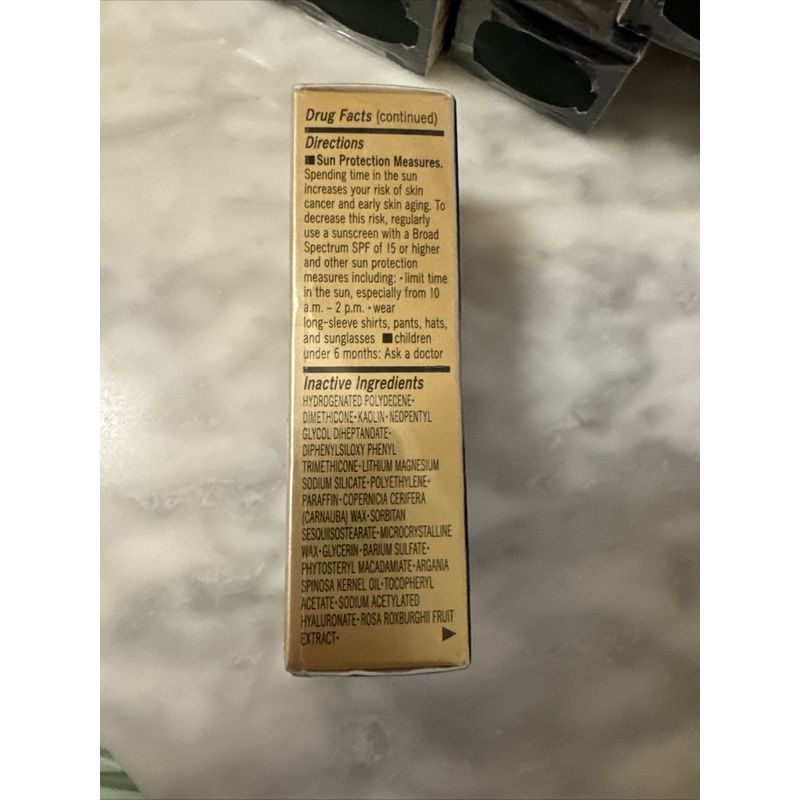 Drug Facts (continued)
Directions
■ Sun Protection Measures.
Spending time in the sun
increases your risk of skin
cancer and early skin aging. To
decrease this risk, regularly
use a sunscreen with a Broad
Spectrum SPF of 15 or higher
and other sun protection
measures including: • limit time
in the sun, especially from 10
a.m. – 2 p.m. • wear
long-sleeve shirts, pants, hats,
and sunglasses ■ children
under 6 months: Ask a doctor
Inactive Ingredients
HYDROGENATED POLYDECENE•
DIMETHICONE•KAOLIN•NEOPENTYL
GLYCOL DIHEPTANOATE•
DIPHENYLSILOXY PHENYL
TRIMETHICONE•LITHIUM MAGNESIUM
SODIUM SILICATE•POLYETHYLENE•
PARAFFIN•COPERNICIA CERIFERA
(CARNAUBA) WAX•SORBITAN
SESQUIISOSTEARATE•MICROCRYSTALLINE
WAX•GLYCERIN•BARIUM SULFATE•
PHYTOSTERYL MACADAMIATE•ARGANIA
SPINOSA KERNEL OIL•TOCOPHERYL
ACETATE•SODIUM ACETYLATED
HYALURONATE•ROSA ROXBURGHII FRUIT
EXTRACT•